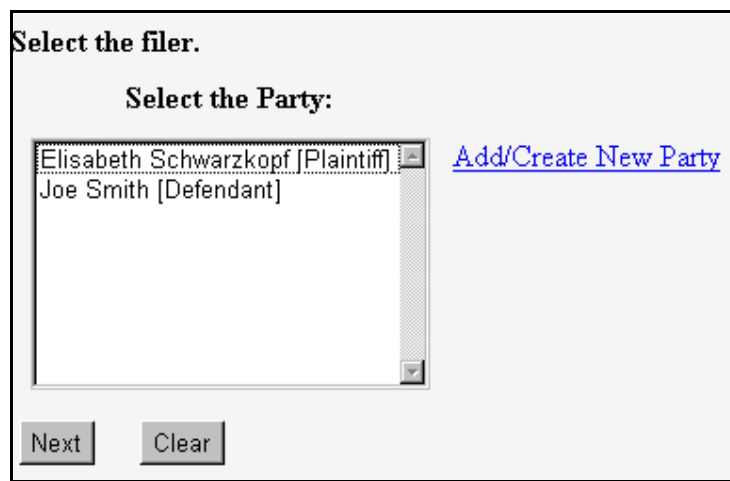 Select the filer.
Select the Party:
Elisabeth Schwarzkopf [Plaintiff]
Add/Create New Party
Joe Smith [Defendant]
Next
Clear